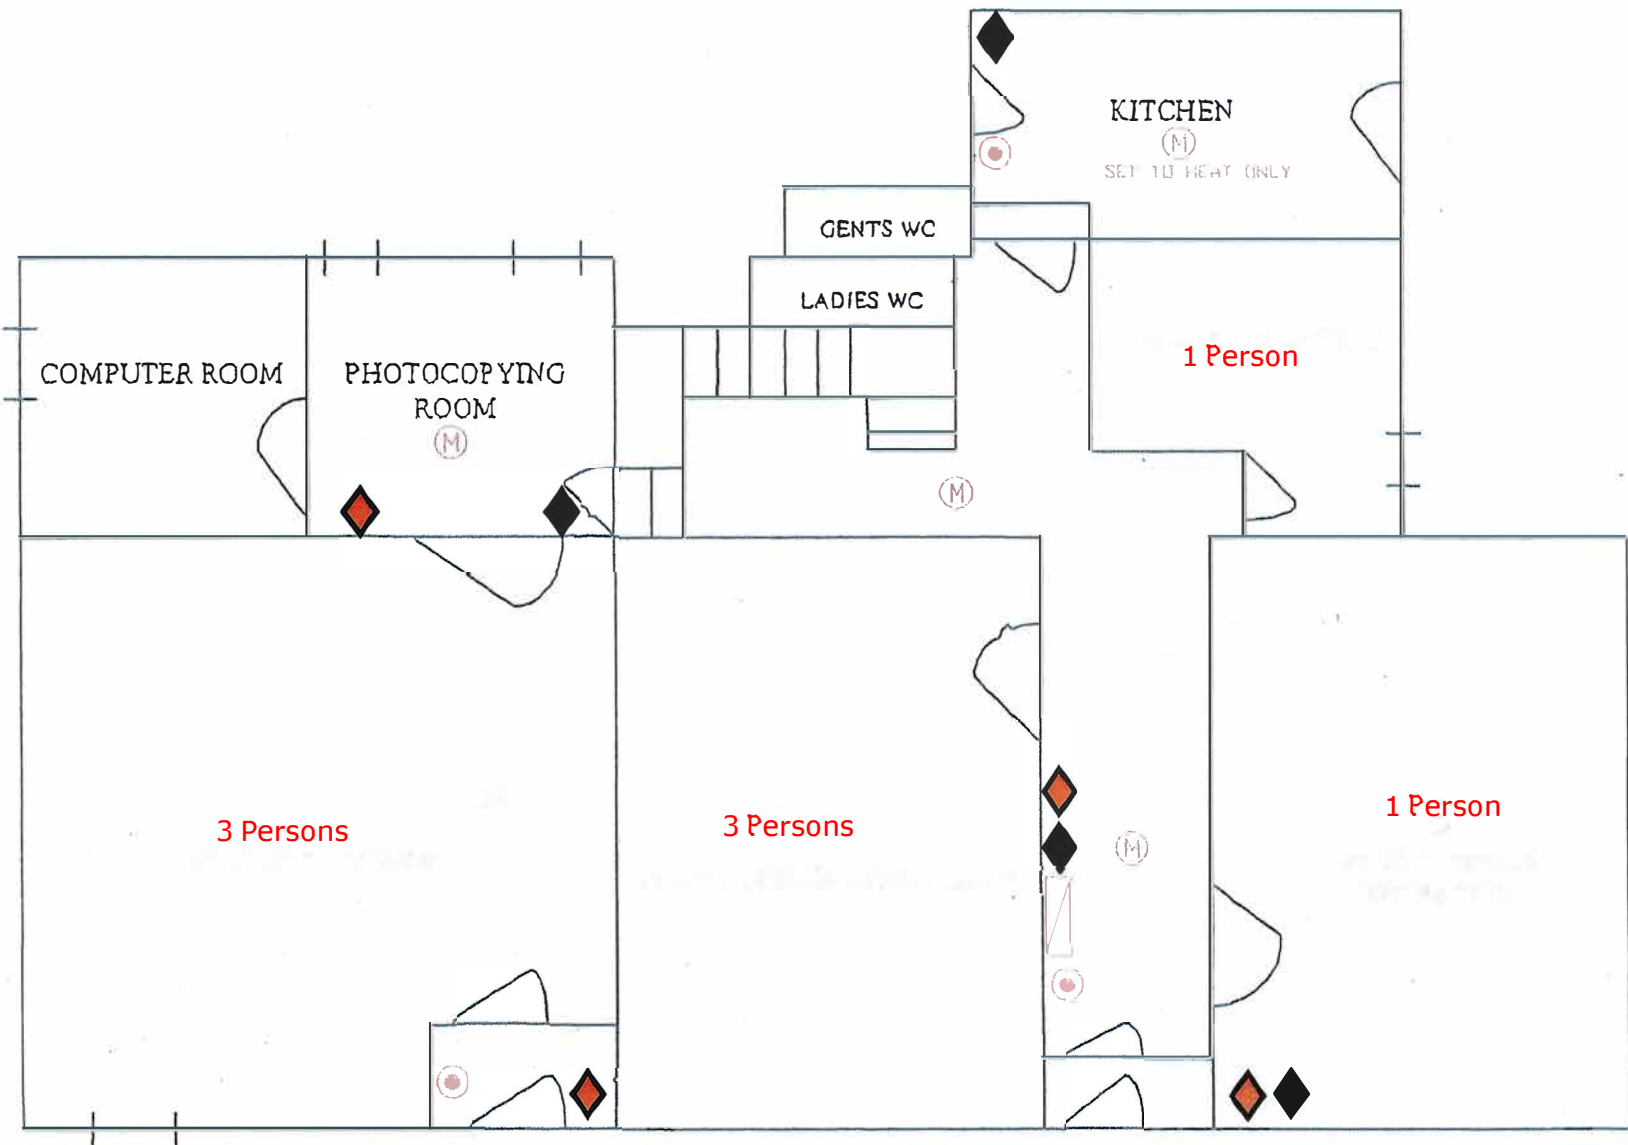 KITCHEN
M
SET TO HEAT ONLY
GENTS WC
LADIES WC
1 Person
COMPUTER ROOM
PHOTOCOPYING
ROOM
M
M
3 Persons
3 Persons
1 Person
M